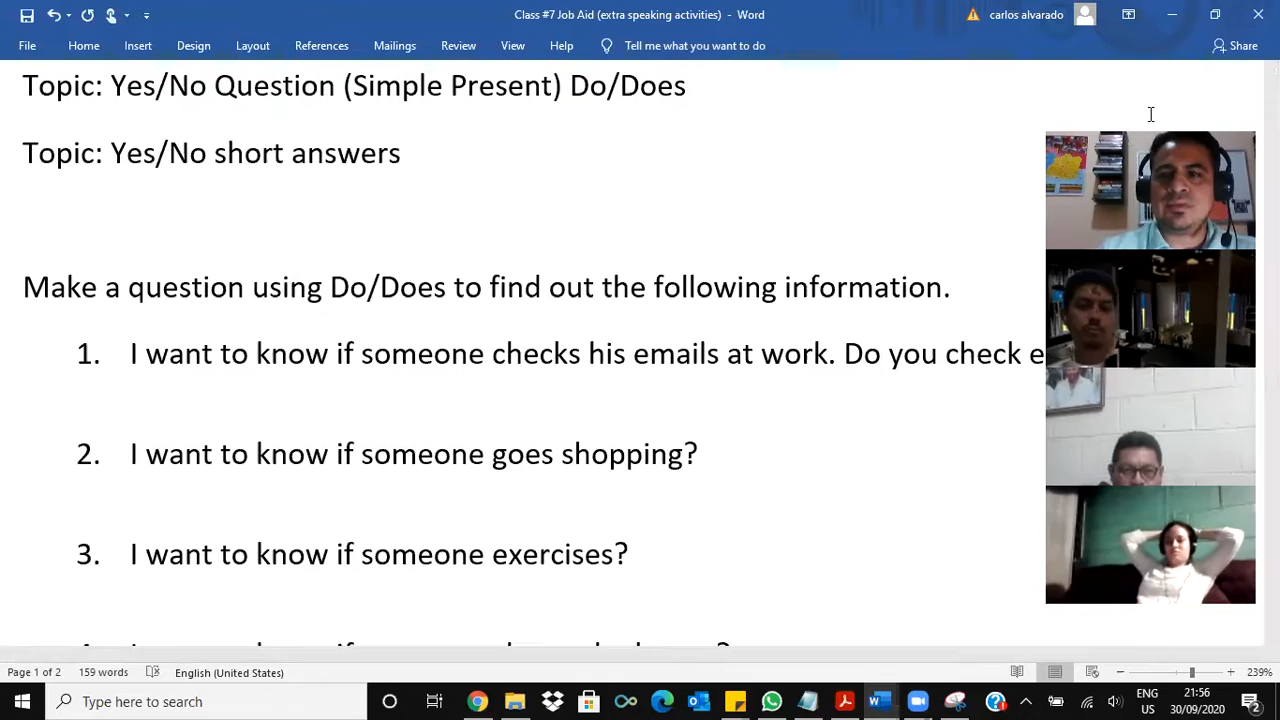 Class #7 Job Aid (extra speaking activities) - Word
carlos alvarado
File Home Insert Design Layout References Mailings Review View Help Tell me what you want to do Share
Topic: Yes/No Question (Simple Present) Do/Does
Topic: Yes/No short answers
Make a question using Do/Does to find out the following information.
1. I want to know if someone checks his emails at work. Do you check e
2. I want to know if someone goes shopping?
3. I want to know if someone exercises?
Page 1 of 2 159 words English (United States) 239%
Type here to search
ENG 21:56
US 30/09/2020
2